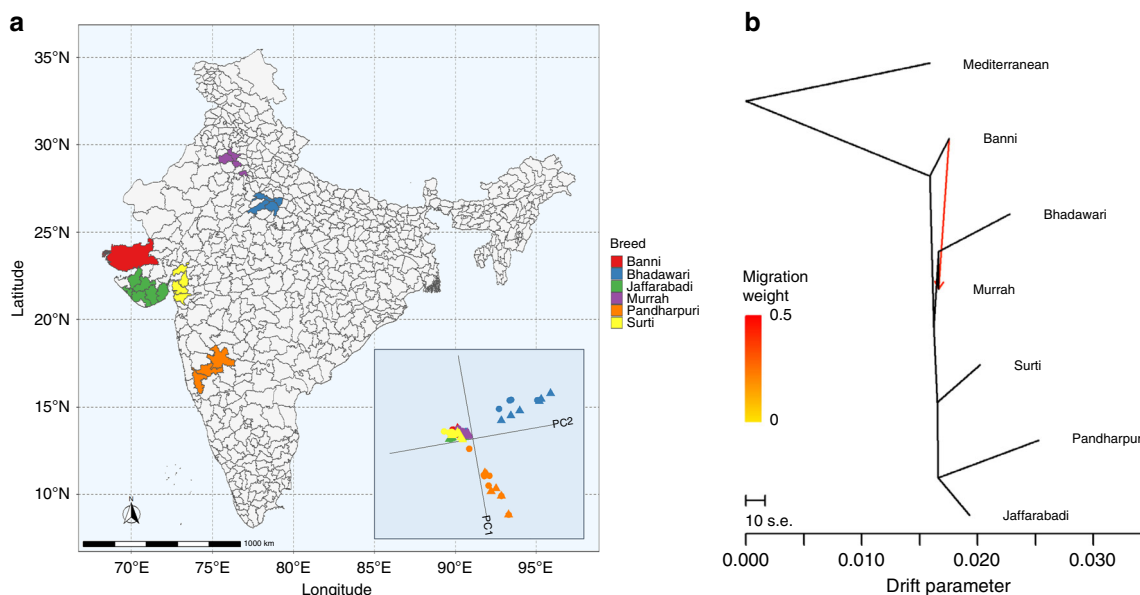 a
35°N
30°N
25°N
20°N
15°N
10°N
Latitude
70°E
75°E
80°E
85°E
90°E
95°E
Longitude
N
1000 km
Breed
Banni
Bhadawari
Jaffarabadi
Murrah
Pandharpuri
Surti
PC2
PC1
b
Mediterranean
Banni
Bhadawari
Murrah
Surti
Pandharpuri
Jaffarabadi
Migration
weight
0.5
0
10 s.e.
0.000
0.010
0.020
0.030
Drift parameter